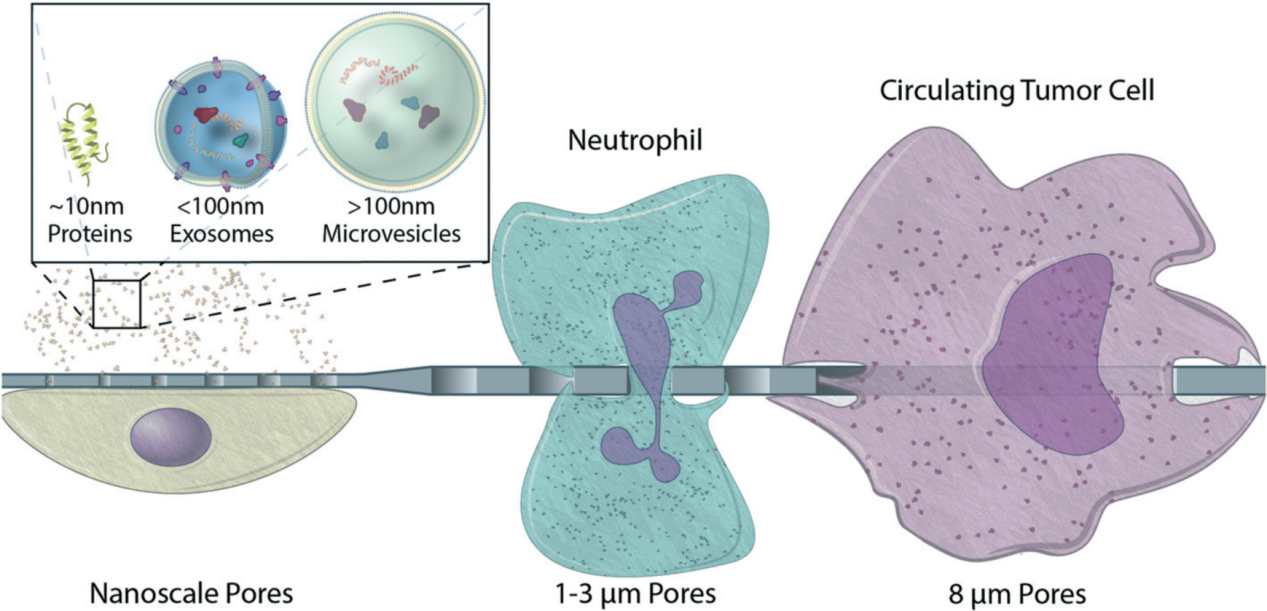 ~10nm
Proteins
<100nm
Exosomes
>100nm
Microvesicles
Neutrophil
Circulating Tumor Cell
Nanoscale Pores
1-3 µm Pores
8 µm Pores